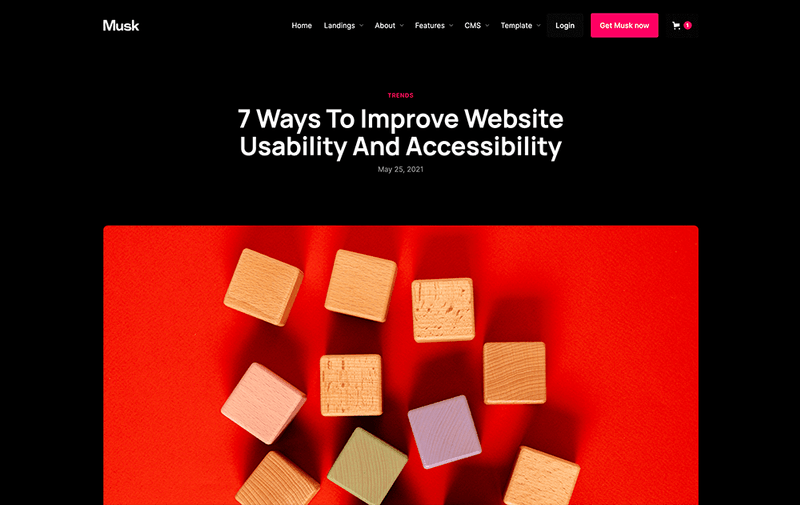 Musk
Home Landings About Features CMS Template Login Get Musk now 1
TRENDS
7 Ways To Improve Website
Usability And Accessibility
May 25, 2021